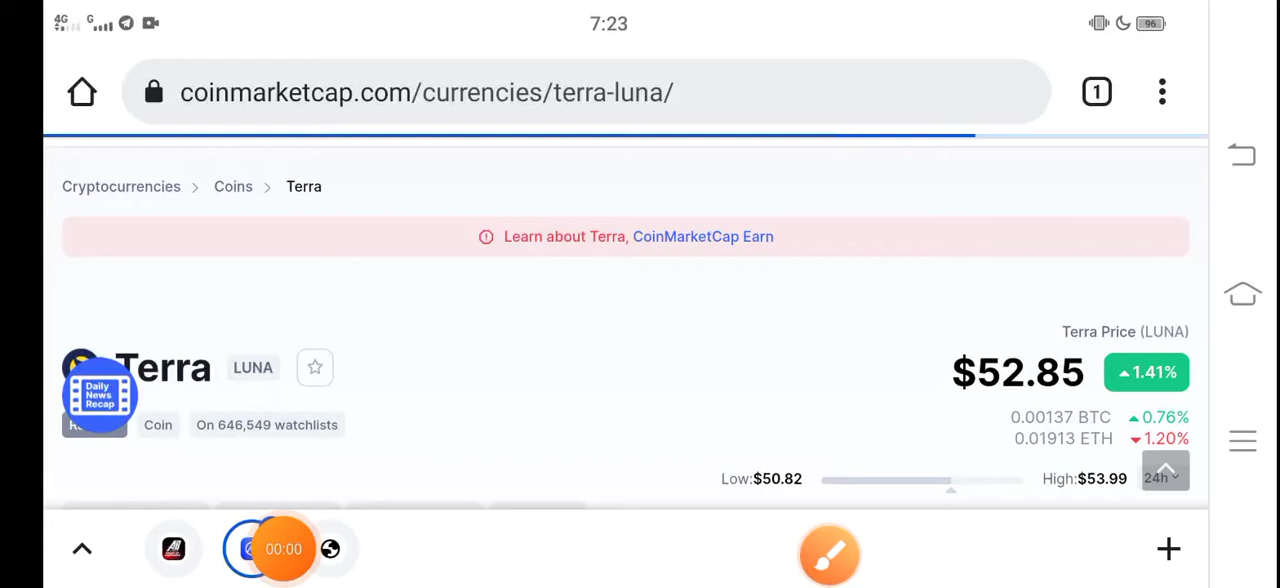 4G G 7:23 96
coinmarketcap.com/currencies/terra-luna/ 1
Cryptocurrencies > Coins > Terra
Learn about Terra, CoinMarketCap Earn
Terra Price (LUNA)
Terra LUNA $52.85 1.41%
Daily
News
Recap
0.00137 BTC 0.76%
Coin On 646,549 watchlists
0.01913 ETH 1.20%
Low:$50.82 High:$53.99 24h
00:00